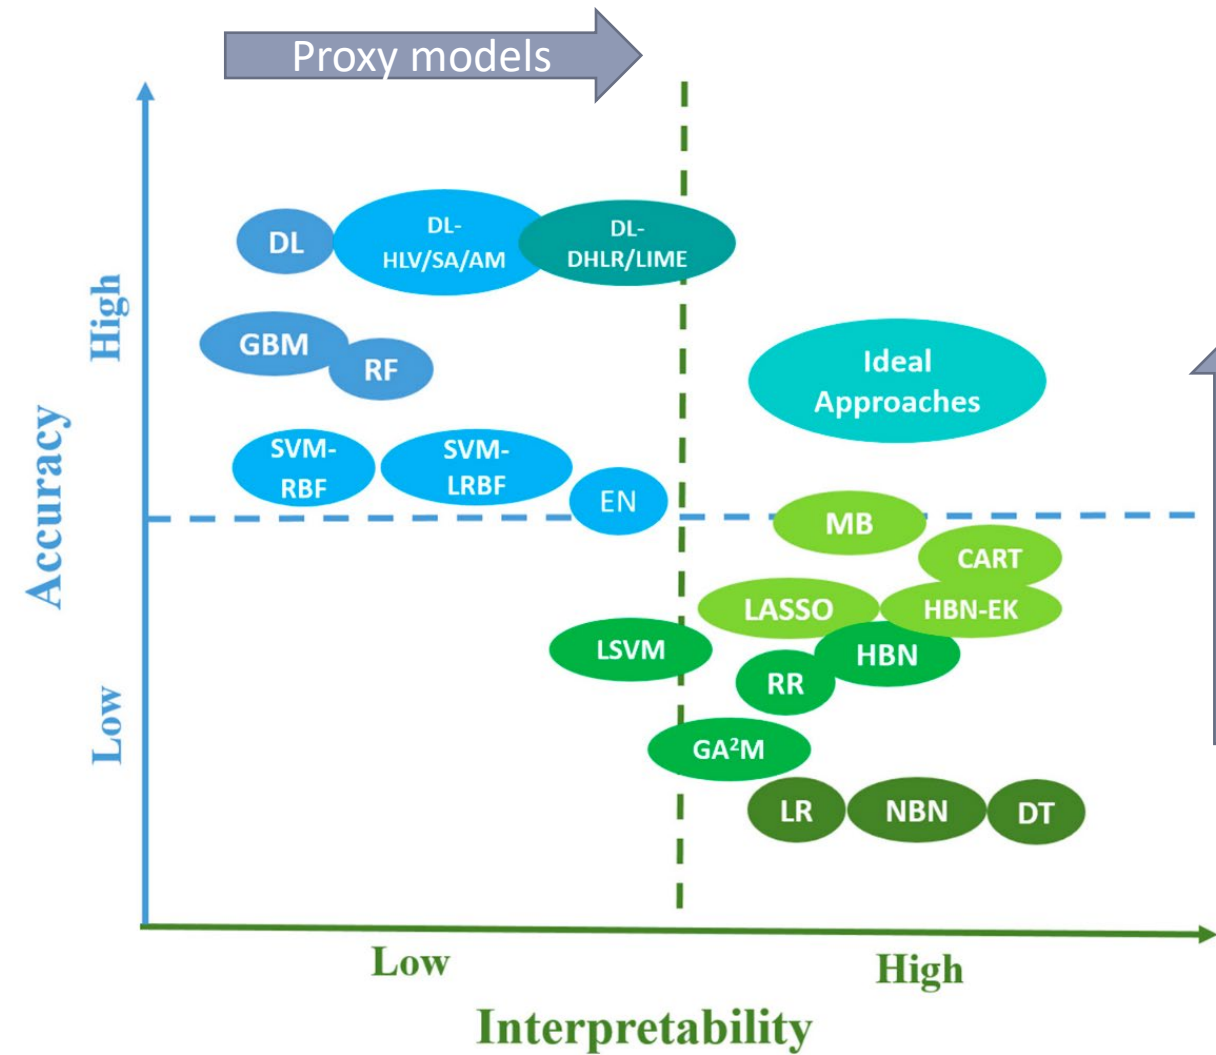 Proxy models
DL
DL-
HLV/SA/AM
DL-
DHLR/LIME
GBM
RF
Ideal
Approaches
SVM-
RBF
SVM-
LRBF
EN
MB
CART
LASSO
HBN-EK
LSVM
HBN
RR
GA²M
LR
NBN
DT
High
Accuracy
Low
Low
High
Interpretability